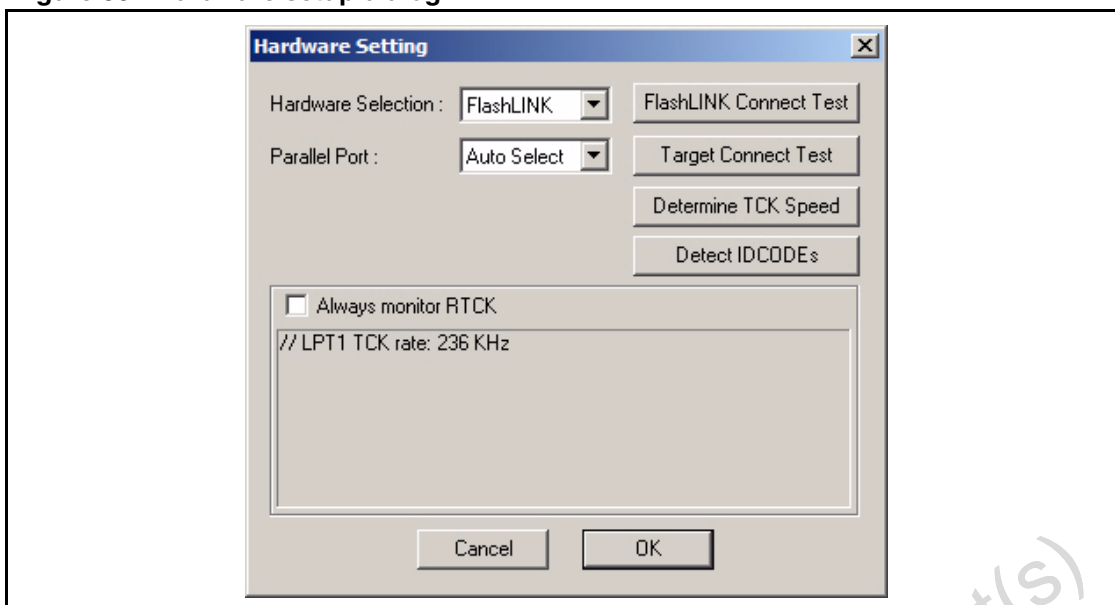 Hardware Setting
Hardware Selection : FlashLINK FlashLINK Connect Test
Parallel Port : Auto Select Target Connect Test
Determine TCK Speed
Detect IDCODEs
Always monitor RTCK
// LPT1 TCK rate: 236 KHz
Cancel OK